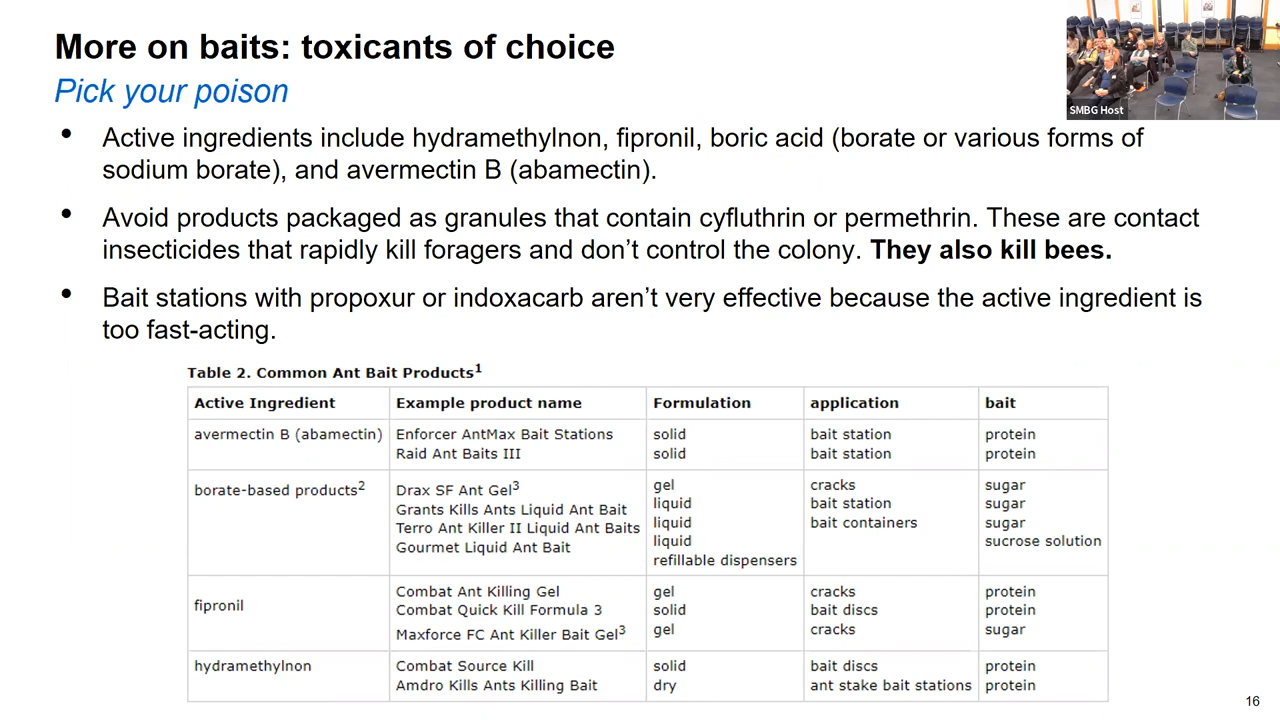 More on baits: toxicants of choice
Pick your poison
SMBG Host
• Active ingredients include hydramethylnon, fipronil, boric acid (borate or various forms of
sodium borate), and avermectin B (abamectin).
• Avoid products packaged as granules that contain cyfluthrin or permethrin. These are contact
insecticides that rapidly kill foragers and don’t control the colony. They also kill bees.
• Bait stations with propoxur or indoxacarb aren’t very effective because the active ingredient is
too fast-acting.
Table 2. Common Ant Bait Products1
Active Ingredient Example product name Formulation application bait
avermectin B (abamectin) Enforcer AntMax Bait Stations solid bait station protein
Raid Ant Baits III solid bait station protein
borate-based products2 Drax SF Ant Gel3 gel cracks sugar
Grants Kills Ants Liquid Ant Bait liquid bait station sugar
Terro Ant Killer II Liquid Ant Baits liquid bait containers sugar
Gourmet Liquid Ant Bait liquid sucrose solution
refillable dispensers
fipronil Combat Ant Killing Gel gel cracks protein
Combat Quick Kill Formula 3 solid bait discs protein
Maxforce FC Ant Killer Bait Gel3 gel cracks sugar
hydramethylnon Combat Source Kill solid bait discs protein
Amdro Kills Ants Killing Bait dry ant stake bait stations protein
16